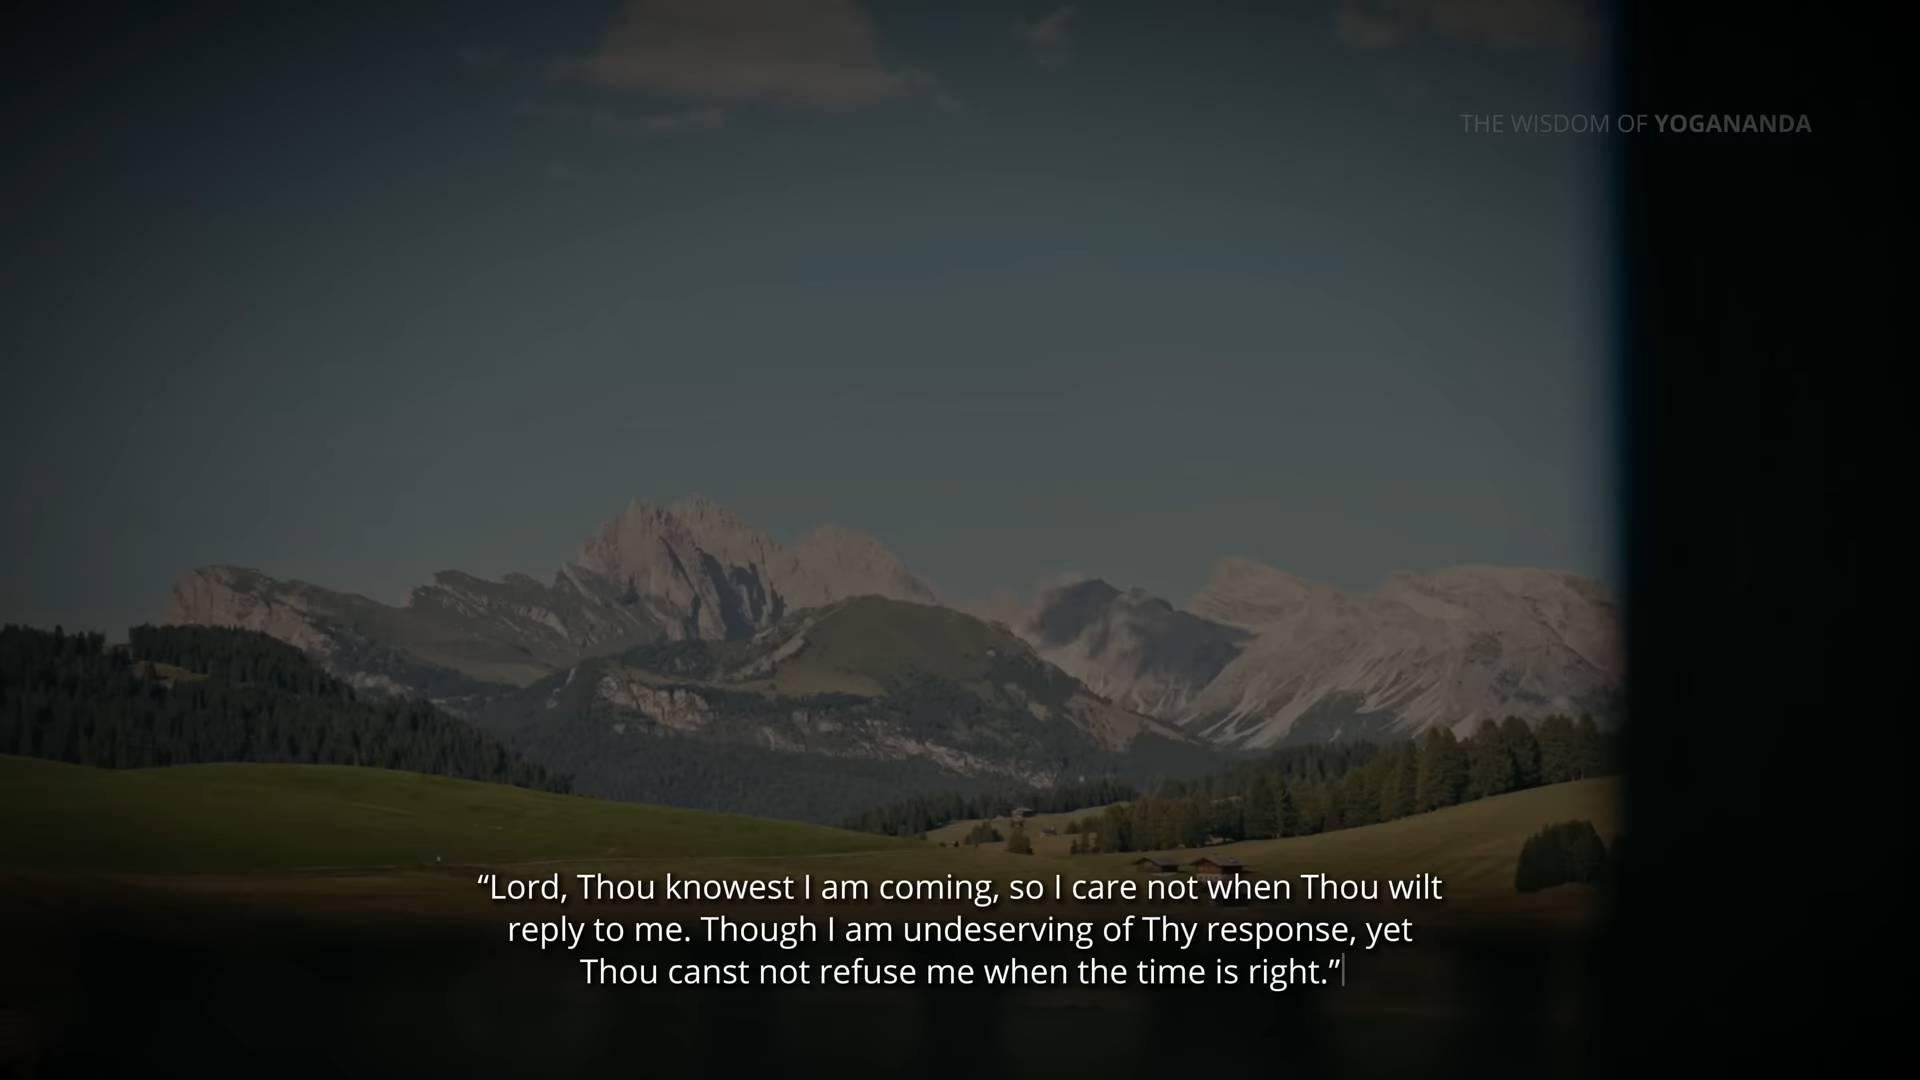 THE WISDOM OF YOGANANDA
“Lord, Thou knowest I am coming, so I care not when Thou wilt
reply to me. Though I am undeserving of Thy response, yet
Thou canst not refuse me when the time is right.”